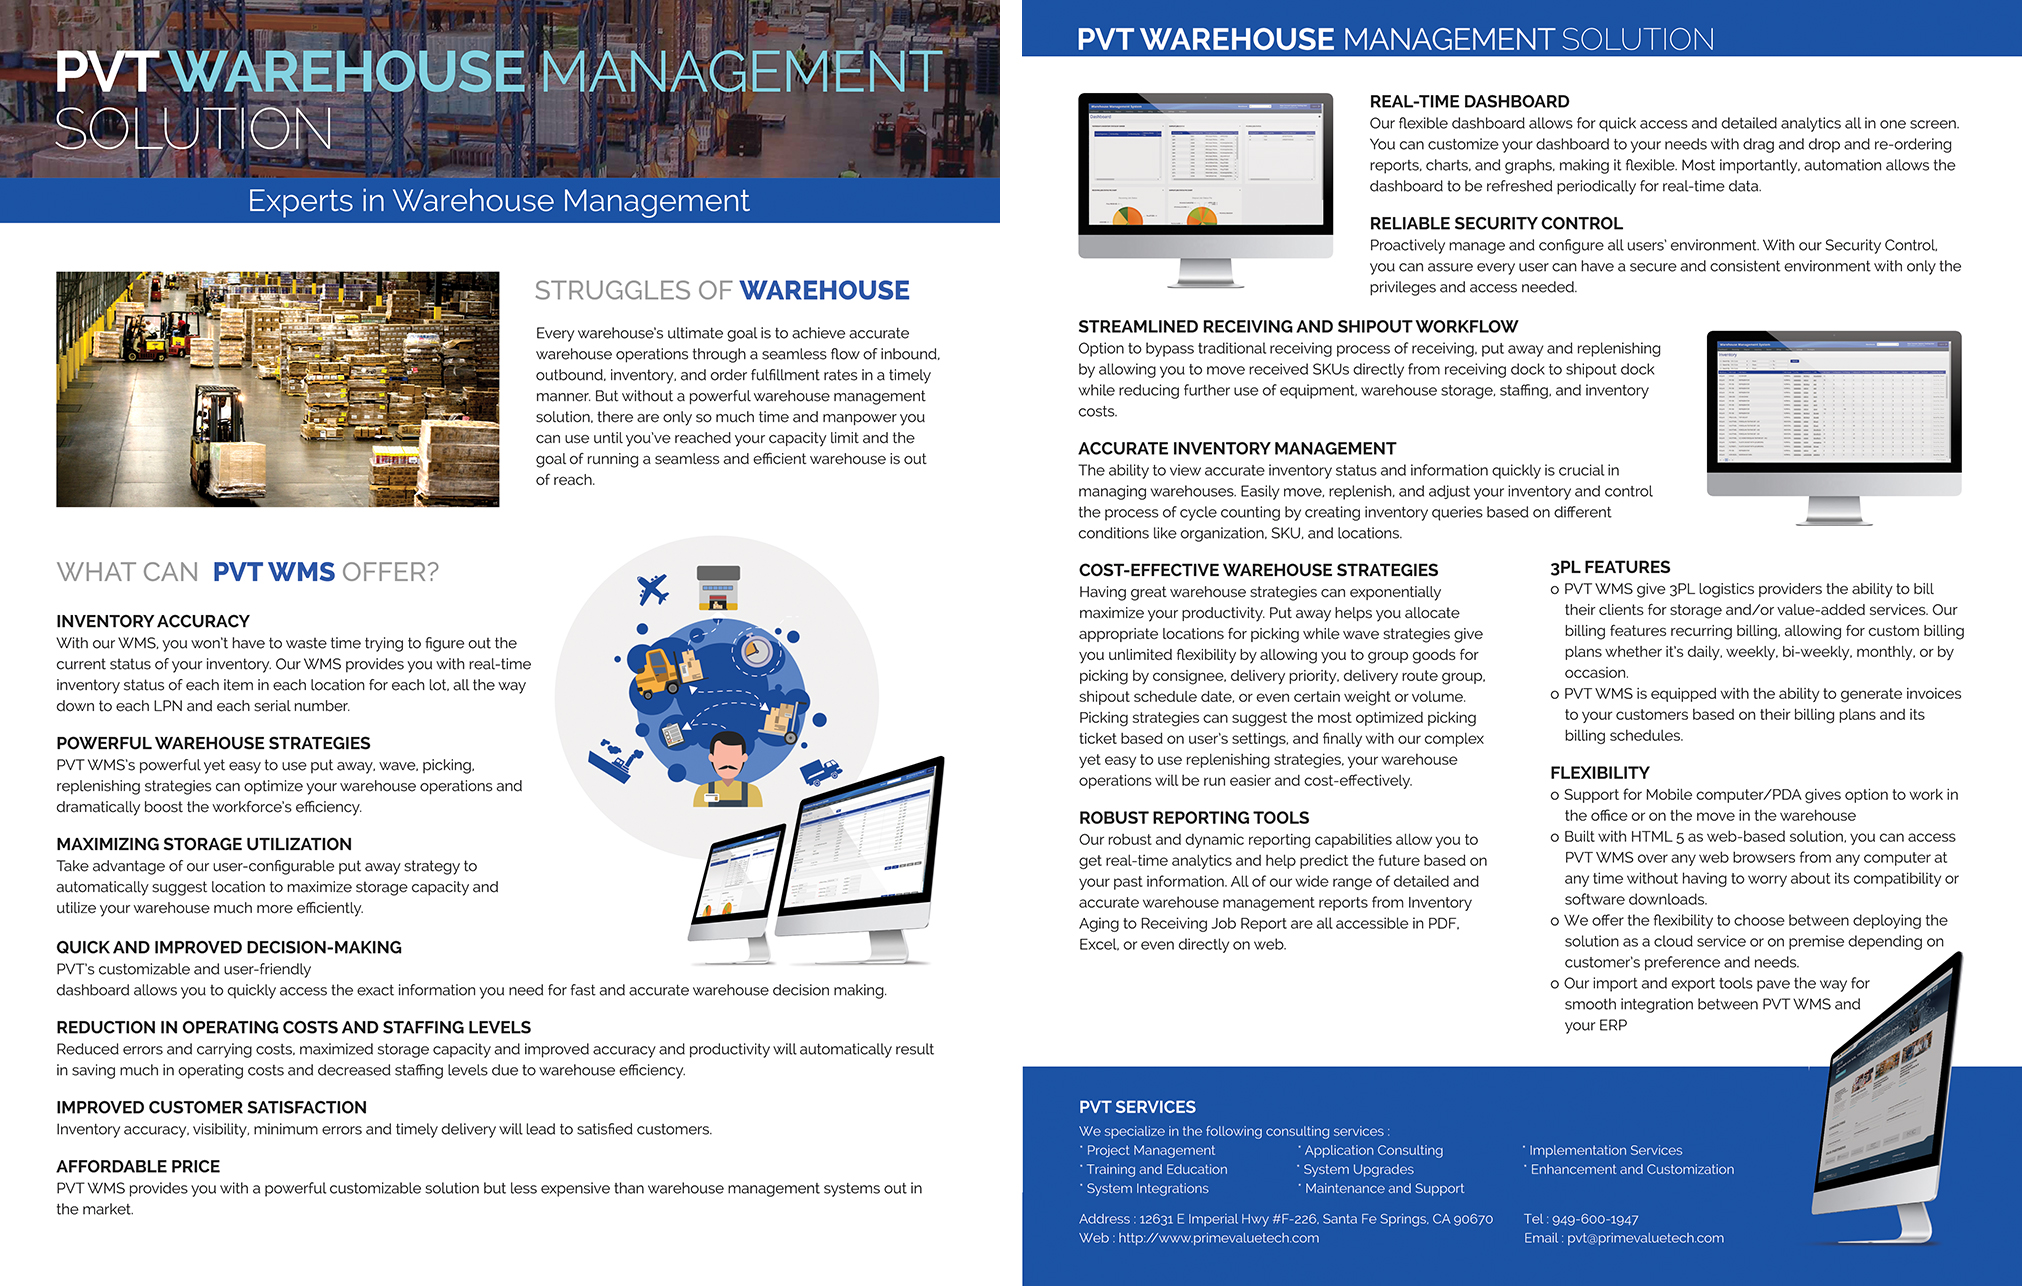 PVT WAREHOUSE MANAGEMENT
SOLUTION
Experts in Warehouse Management
STRUGGLES OF WAREHOUSE
Every warehouse's ultimate goal is to achieve accurate
warehouse operations through a seamless flow of inbound,
outbound, inventory, and order fulfillment rates in a timely
manner. But without a powerful warehouse management
solution, there are only so much time and manpower you
can use until you've reached your capacity limit and the
goal of running a seamless and efficient warehouse is out
of reach.
WHAT CAN PVT WMS OFFER?
INVENTORY ACCURACY
With our WMS, you won't have to waste time trying to figure out the
current status of your inventory. Our WMS provides you with real-time
inventory status of each item in each location for each lot, all the way
down to each LPN and each serial number.
POWERFUL WAREHOUSE STRATEGIES
PVT WMS's powerful yet easy to use put away, wave, picking,
replenishing strategies can optimize your warehouse operations and
dramatically boost the workforce's efficiency.
MAXIMIZING STORAGE UTILIZATION
Take advantage of our user-configurable put away strategy to
automatically suggest location to maximize storage capacity and
utilize your warehouse much more efficiently.
QUICK AND IMPROVED DECISION-MAKING
PVT's customizable and user-friendly
dashboard allows you to quickly access the exact information you need for fast and accurate warehouse decision making.
REDUCTION IN OPERATING COSTS AND STAFFING LEVELS
Reduced errors and carrying costs, maximized storage capacity and improved accuracy and productivity will automatically result
in saving much in operating costs and decreased staffing levels due to warehouse efficiency.
IMPROVED CUSTOMER SATISFACTION
Inventory accuracy, visibility, minimum errors and timely delivery will lead to satisfied customers.
AFFORDABLE PRICE
PVT WMS provides you with a powerful customizable solution but less expensive than warehouse management systems out in
the market.
PVT WAREHOUSE MANAGEMENT SOLUTION
Warehouse Management System
Dashboard
REAL-TIME DASHBOARD
Our flexible dashboard allows for quick access and detailed analytics all in one screen.
You can customize your dashboard to your needs with drag and drop and re-ordering
reports, charts, and graphs, making it flexible. Most importantly, automation allows the
dashboard to be refreshed periodically for real-time data.
RELIABLE SECURITY CONTROL
Proactively manage and configure all users' environment. With our Security Control,
you can assure every user can have a secure and consistent environment with only the
privileges and access needed.
STREAMLINED RECEIVING AND SHIPOUT WORKFLOW
Option to bypass traditional receiving process of receiving, put away and replenishing
by allowing you to move received SKUs directly from receiving dock to shipout dock
while reducing further use of equipment, warehouse storage, staffing, and inventory
costs.
Warehouse Management System
Inventory
ACCURATE INVENTORY MANAGEMENT
The ability to view accurate inventory status and information quickly is crucial in
managing warehouses. Easily move, replenish, and adjust your inventory and control
the process of cycle counting by creating inventory queries based on different
conditions like organization, SKU, and locations.
COST-EFFECTIVE WAREHOUSE STRATEGIES
Having great warehouse strategies can exponentially
maximize your productivity. Put away helps you allocate
appropriate locations for picking while wave strategies give
you unlimited flexibility by allowing you to group goods for
picking by consignee, delivery priority, delivery route group,
shipout schedule date, or even certain weight or volume.
Picking strategies can suggest the most optimized picking
ticket based on user's settings, and finally with our complex
yet easy to use replenishing strategies, your warehouse
operations will be run easier and cost-effectively.
ROBUST REPORTING TOOLS
Our robust and dynamic reporting capabilities allow you to
get real-time analytics and help predict the future based on
your past information. All of our wide range of detailed and
accurate warehouse management reports from Inventory
Aging to Receiving Job Report are all accessible in PDF,
Excel, or even directly on web.
3PL FEATURES
o PVT WMS give 3PL logistics providers the ability to bill
their clients for storage and/or value-added services. Our
billing features recurring billing, allowing for custom billing
plans whether it's daily, weekly, bi-weekly, monthly, or by
occasion.
o PVT WMS is equipped with the ability to generate invoices
to your customers based on their billing plans and its
billing schedules.
FLEXIBILITY
o Support for Mobile computer/PDA gives option to work in
the office or on the move in the warehouse
o Built with HTML 5 as web-based solution, you can access
PVT WMS over any web browsers from any computer at
any time without having to worry about its compatibility or
software downloads.
o We offer the flexibility to choose between deploying the
solution as a cloud service or on premise depending on
customer's preference and needs.
o Our import and export tools pave the way for
smooth integration between PVT WMS and
your ERP
PVT SERVICES
We specialize in the following consulting services :
* Project Management * Application Consulting * Implementation Services
* Training and Education * System Upgrades * Enhancement and Customization
* System Integrations * Maintenance and Support
Address : 12631 E Imperial Hwy #F-226, Santa Fe Springs, CA 90670 Tel : 949-600-1947
Web : http://www.primevaluetech.com Email : pvt@primevaluetech.com